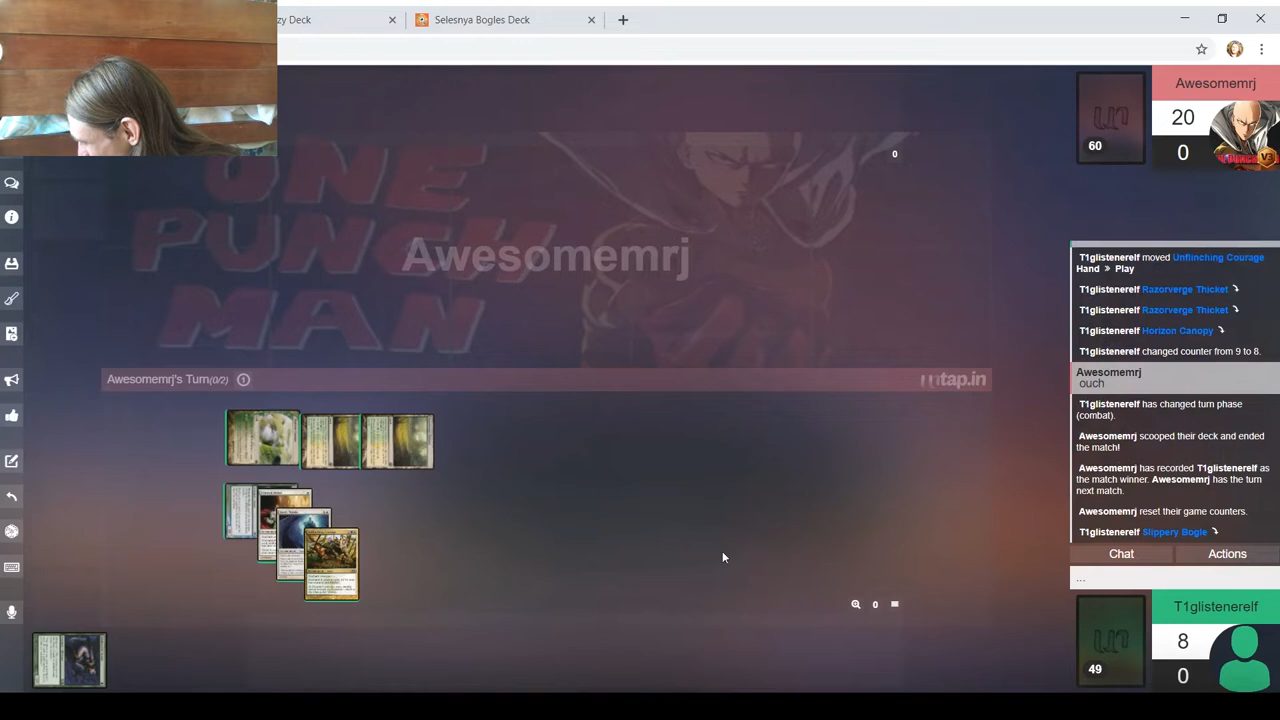 zy Deck
Selesnya Bogles Deck
Awesomemrj
60
20
0
0
ONE
PUNCH
MAN
Awesomemrj
T1glistenerelf moved Unflinching Courage
Hand » Play
T1glistenerelf Razorverge Thicket
T1glistenerelf Razorverge Thicket
T1glistenerelf Horizon Canopy
T1glistenerelf changed counter from 9 to 8.
Awesomemrj
ouch
T1glistenerelf has changed turn phase
(combat).
Awesomemrj scooped their deck and ended
the match!
Awesomemrj has recorded T1glistenerelf as
the match winner. Awesomemrj has the turn
next match.
Awesomemrj reset their game counters.
T1glistenerelf Slippery Bogle
Awesomemrj's Turn(0/2)
untap.in
Chat
Actions
...
0
T1glistenerelf
49
8
0